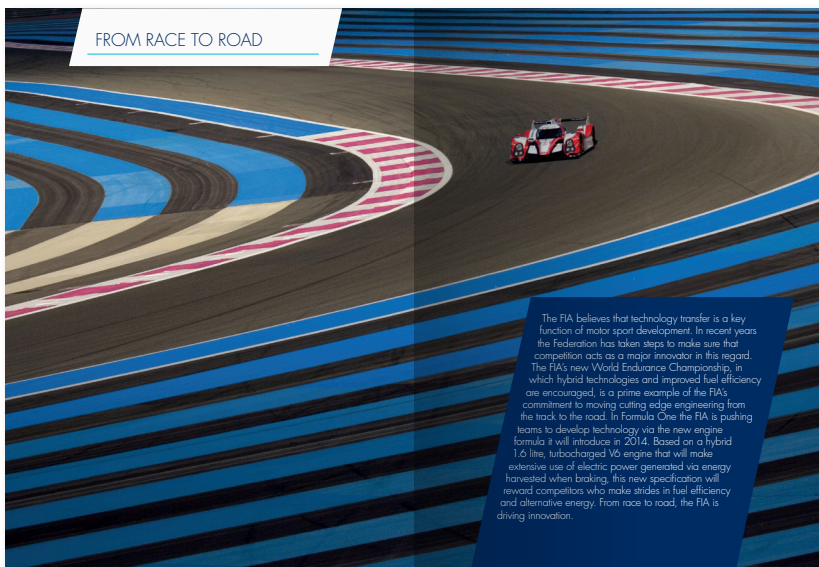 FROM RACE TO ROAD
The FIA believes that technology transfer is a key
function of motor sport development. In recent years
the Federation has taken steps to make sure that
competition acts as a major innovator in this regard.
The FIA's new World Endurance Championship, in
which hybrid technologies and improved fuel efficiency
are encouraged, is a prime example of the FIA's
commitment to moving cutting edge engineering from
the track to the road. In Formula One the FIA is pushing
teams to develop technology via the new engine
formula it will introduce in 2014. Based on a hybrid
1.6 litre, turbocharged V6 engine that will make
extensive use of electric power generated via energy
harvested when braking, this new specification will
reward competitors who make strides in fuel efficiency
and alternative energy. From race to road, the FIA is
driving innovation.